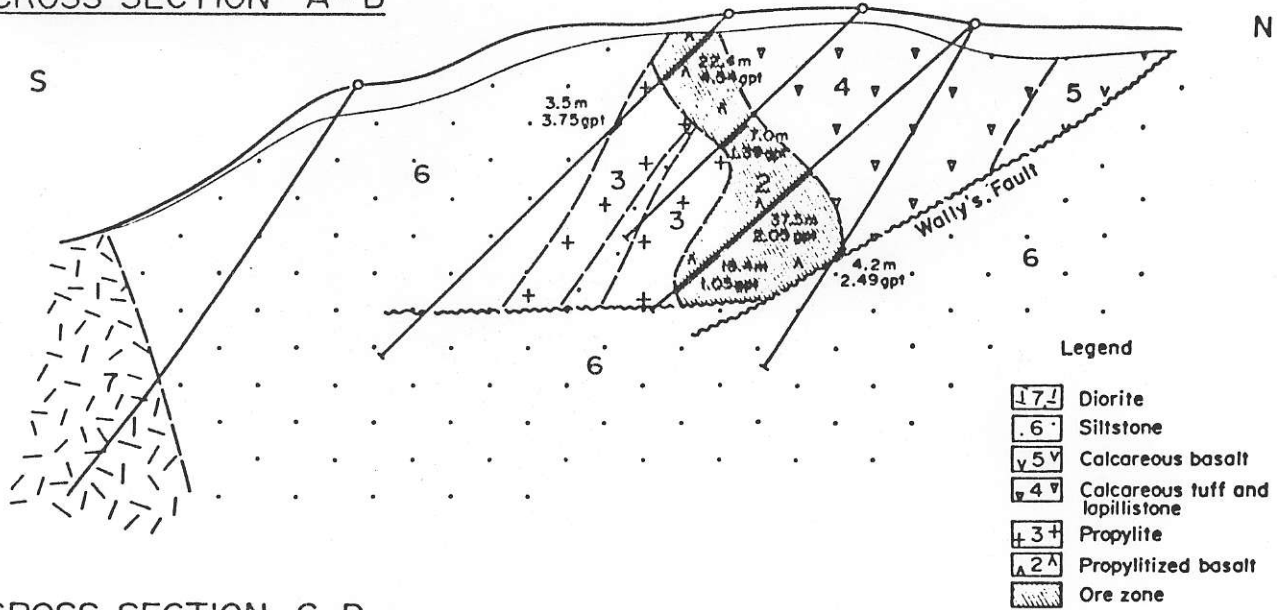 CROSS SECTION A-B
S
N
22.4m
4.54gpt
3.5m
3.75gpt
4
5
6
7.0m
3
2
3
Wally's Fault
37.5m
2.05gpt
6
18.4m
1.05gpt
4.2m
2.49gpt
6
7
Legend
7 Diorite
6 Siltstone
5 Calcareous basalt
4 Calcareous tuff and
lapillistone
3 Propylite
2 Propylitized basalt
Ore zone
CROSS SECTION C-D